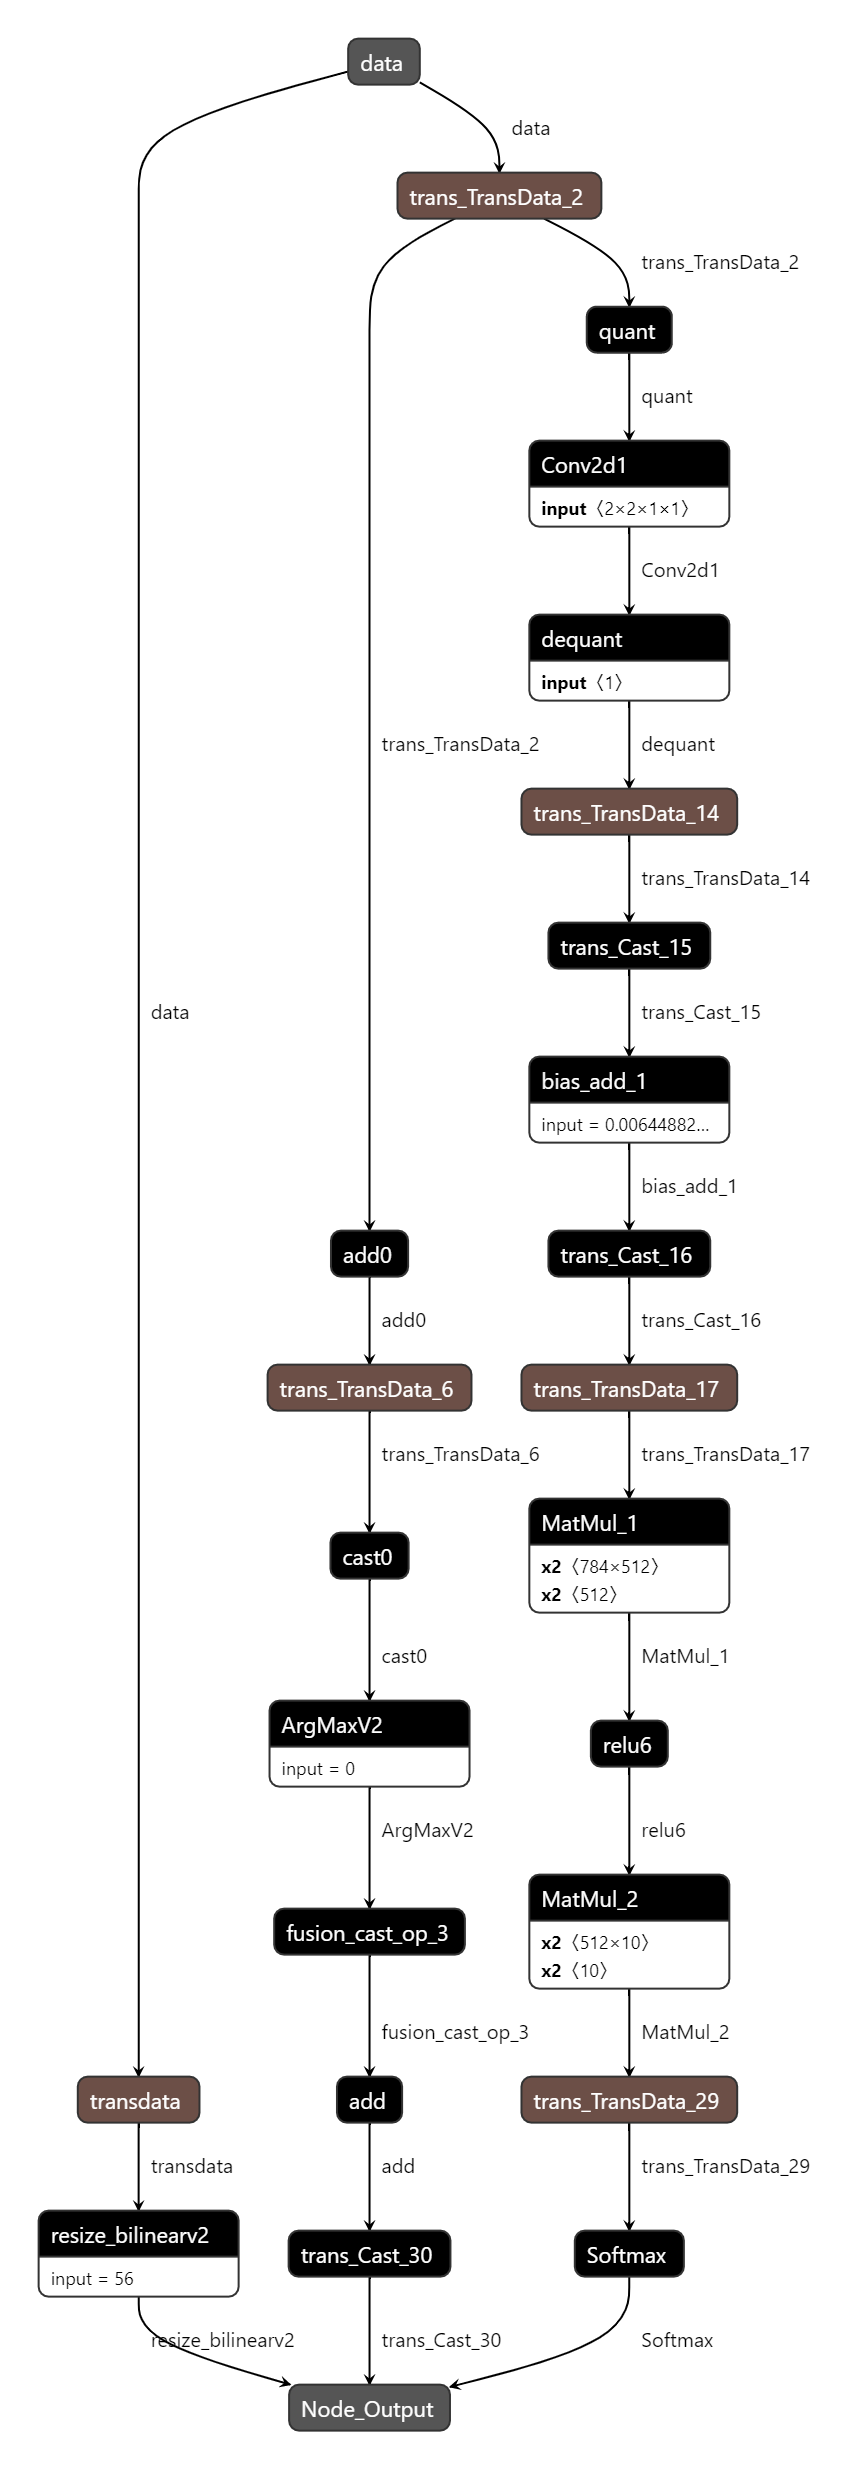 data
data
trans_TransData_2
trans_TransData_2
quant
quant
Conv2d1
input 〈2×2×1×1〉
Conv2d1
dequant
input 〈1〉
trans_TransData_2
dequant
trans_TransData_14
trans_TransData_14
trans_Cast_15
data
trans_Cast_15
bias_add_1
input = 0.00644882...
bias_add_1
add0
trans_Cast_16
add0
trans_Cast_16
trans_TransData_6
trans_TransData_17
trans_TransData_6
trans_TransData_17
MatMul_1
cast0
x2 〈784×512〉
x2 〈512〉
cast0
MatMul_1
ArgMaxV2
relu6
input = 0
ArgMaxV2
relu6
MatMul_2
fusion_cast_op_3
x2 〈512×10〉
x2 〈10〉
fusion_cast_op_3
MatMul_2
transdata
add
trans_TransData_29
transdata
add
trans_TransData_29
resize_bilinearv2
input = 56
trans_Cast_30
Softmax
resize_bilinearv2
trans_Cast_30
Softmax
Node_Output